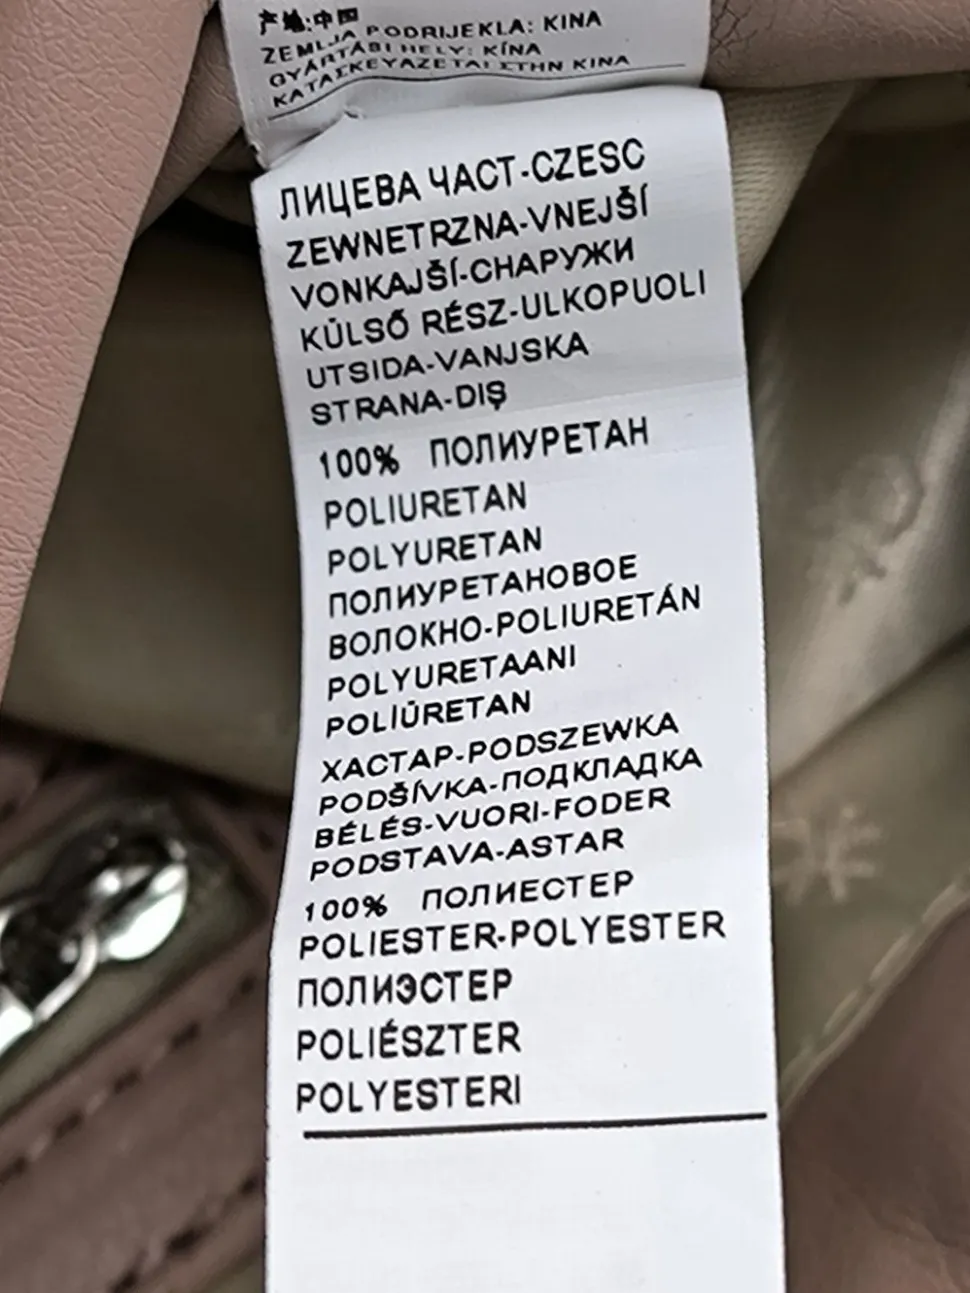 产地:中国
ZEMLJA PODRIJEKLA: KINA
GYÁRTÁSI HELY: KÍNA
ΚΑΤΑΣΚΕΥΑΖΕΤΑΙ ΣΤΗΝ ΚΙΝΑ
ЛИЦЕВА ЧАСТ-CZESC
ZEWNETRZNA-VNEJŠÍ
VONKAJŠÍ-СНАРУЖИ
KÜLSŐ RÉSZ-ULKOPUOLI
UTSIDA-VANJSKA
STRANA-DIŞ
100% ПОЛИУРЕТАН
POLIURETAN
POLYURETAN
ПОЛИУРЕТАНОВОЕ
ВОЛОКНО-POLIURETÁN
POLYURETAANI
POLIÜRETAN
ХАСТАР-PODSZEWKA
PODŠÍVKA-ПОДКЛАДКА
BÉLÉS-VUORI-FODER
PODSTAVA-ASTAR
100% ПОЛИЕСТЕР
POLIESTER-POLYESTER
ПОЛИЭСТЕР
POLIÉSZTER
POLYESTERI